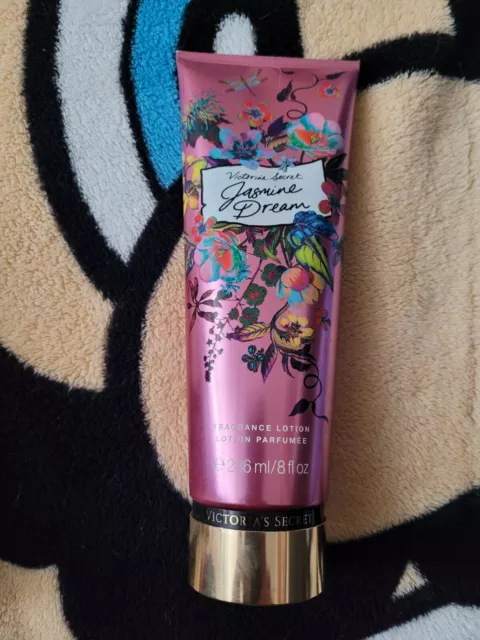 Victoria's Secret
Jasmine
Dream
FRAGRANCE LOTION
LOTION PARFUMÉE
℮ 236 ml/8 fl oz
VICTORIA'S SECRET